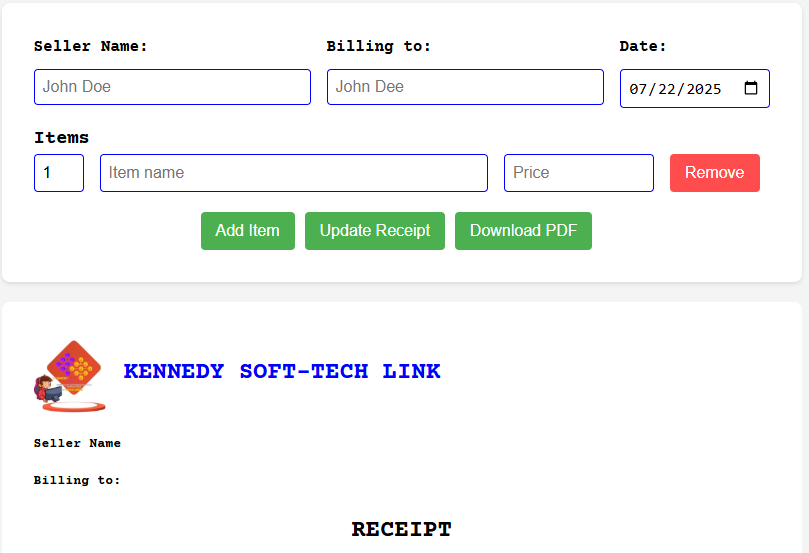 Seller Name: Billing to: Date:
John Doe John Dee 07/22/2025
Items
1 Item name Price Remove
Add Item Update Receipt Download PDF
KENNEDY SOFT-TECH LINK
Seller Name
Billing to:
RECEIPT